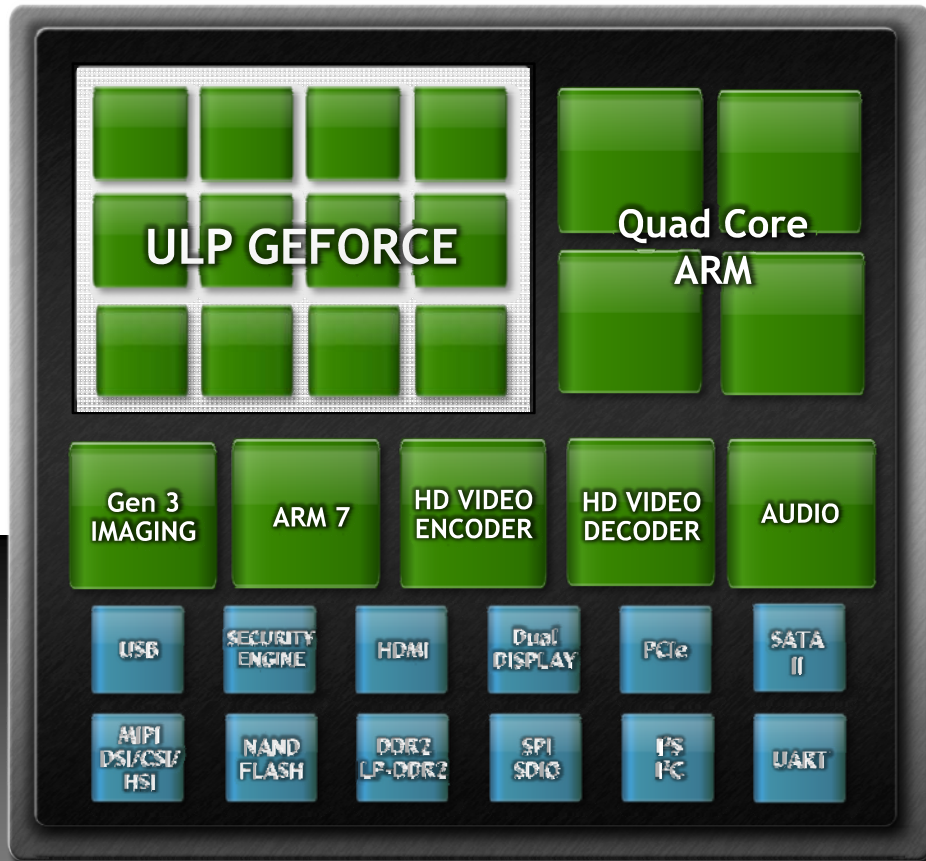 ULP GEFORCE
Quad Core
ARM
Gen 3
IMAGING
ARM 7
HD VIDEO
ENCODER
HD VIDEO
DECODER
AUDIO
USB
SECURITY
ENGINE
HDMI
Dual
DISPLAY
PCIe
SATA
II
MIPI
DSI/CSI/
HSI
NAND
FLASH
DDR2
LP-DDR2
SPI
SDIO
I²S
I²C
UART